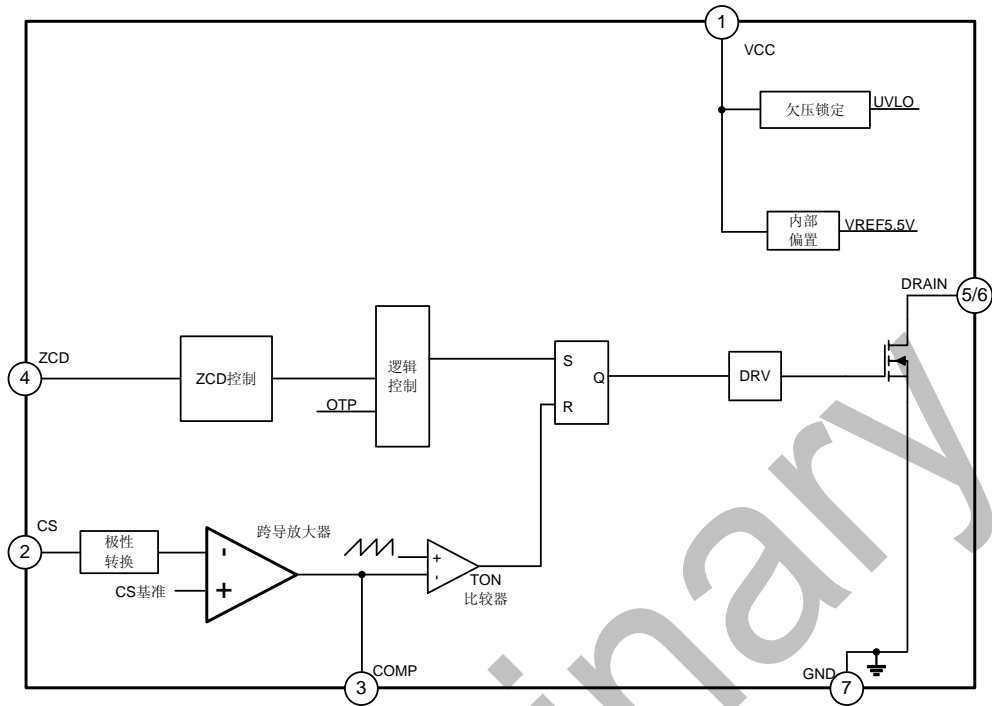 1
VCC
欠压锁定
UVLO
内部
偏置
VREF5.5V
DRAIN
5/6
ZCD
4
ZCD控制
OTP
逻辑
控制
S
R
Q
DRV
CS
2
极性
转换
CS基准
-
+
跨导放大器
+
-
TON
比较器
COMP
3
GND
7
inary